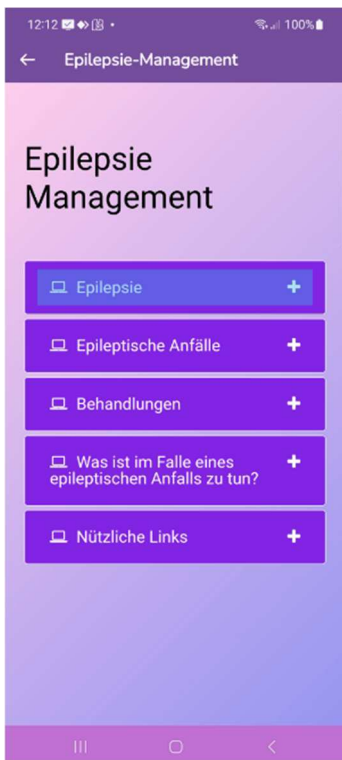 12:12 100%
Epilepsie-Management
Epilepsie
Management
Epilepsie
Epileptische Anfälle
Behandlungen
Was ist im Falle eines
epileptischen Anfalls zu tun?
Nützliche Links